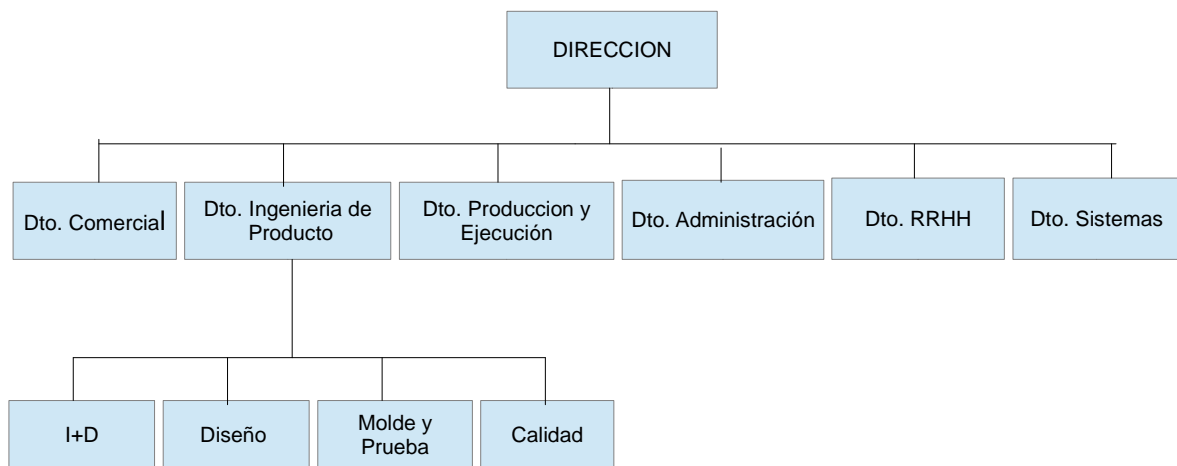 DIRECCION
Dto. Comercial
Dto. Ingenieria de
Producto
Dto. Produccion y
Ejecución
Dto. Administración
Dto. RRHH
Dto. Sistemas
I+D
Diseño
Molde y
Prueba
Calidad